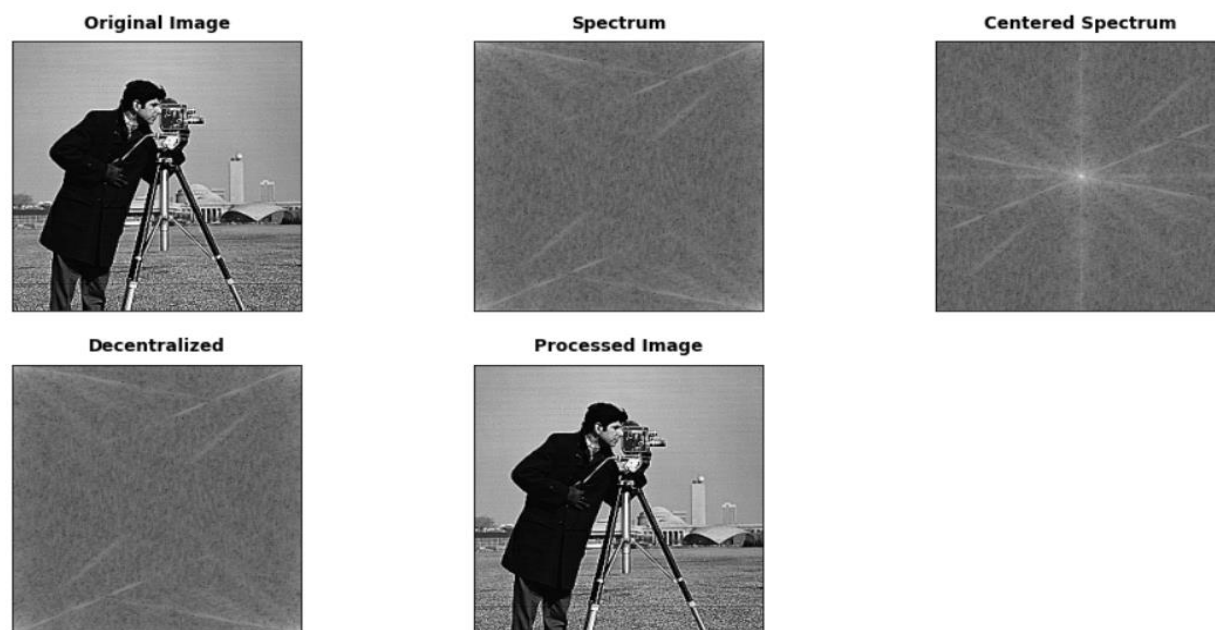 Original Image
Spectrum
Centered Spectrum
Decentralized
Processed Image